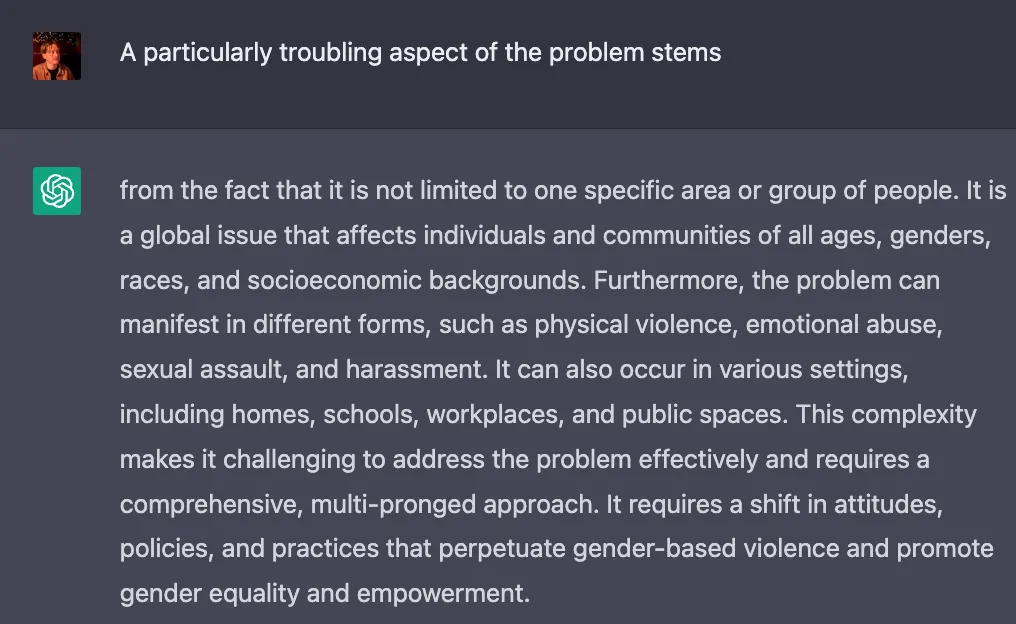 A particularly troubling aspect of the problem stems
from the fact that it is not limited to one specific area or group of people. It is
a global issue that affects individuals and communities of all ages, genders,
races, and socioeconomic backgrounds. Furthermore, the problem can
manifest in different forms, such as physical violence, emotional abuse,
sexual assault, and harassment. It can also occur in various settings,
including homes, schools, workplaces, and public spaces. This complexity
makes it challenging to address the problem effectively and requires a
comprehensive, multi-pronged approach. It requires a shift in attitudes,
policies, and practices that perpetuate gender-based violence and promote
gender equality and empowerment.